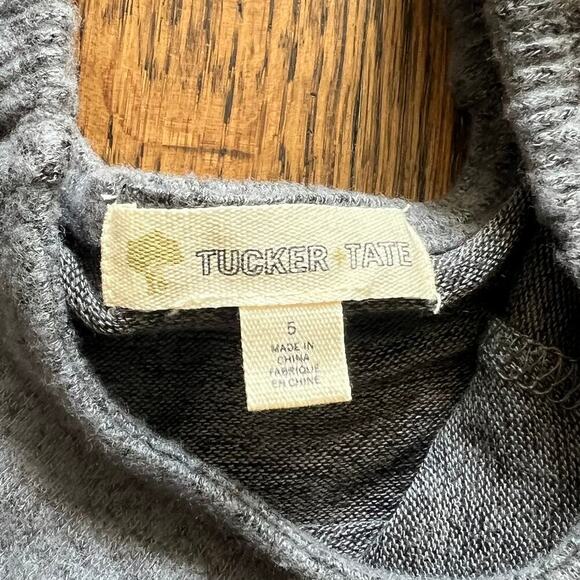 TUCKER+TATE
5
MADE IN
CHINA
FABRIQUÉ
EN CHINE